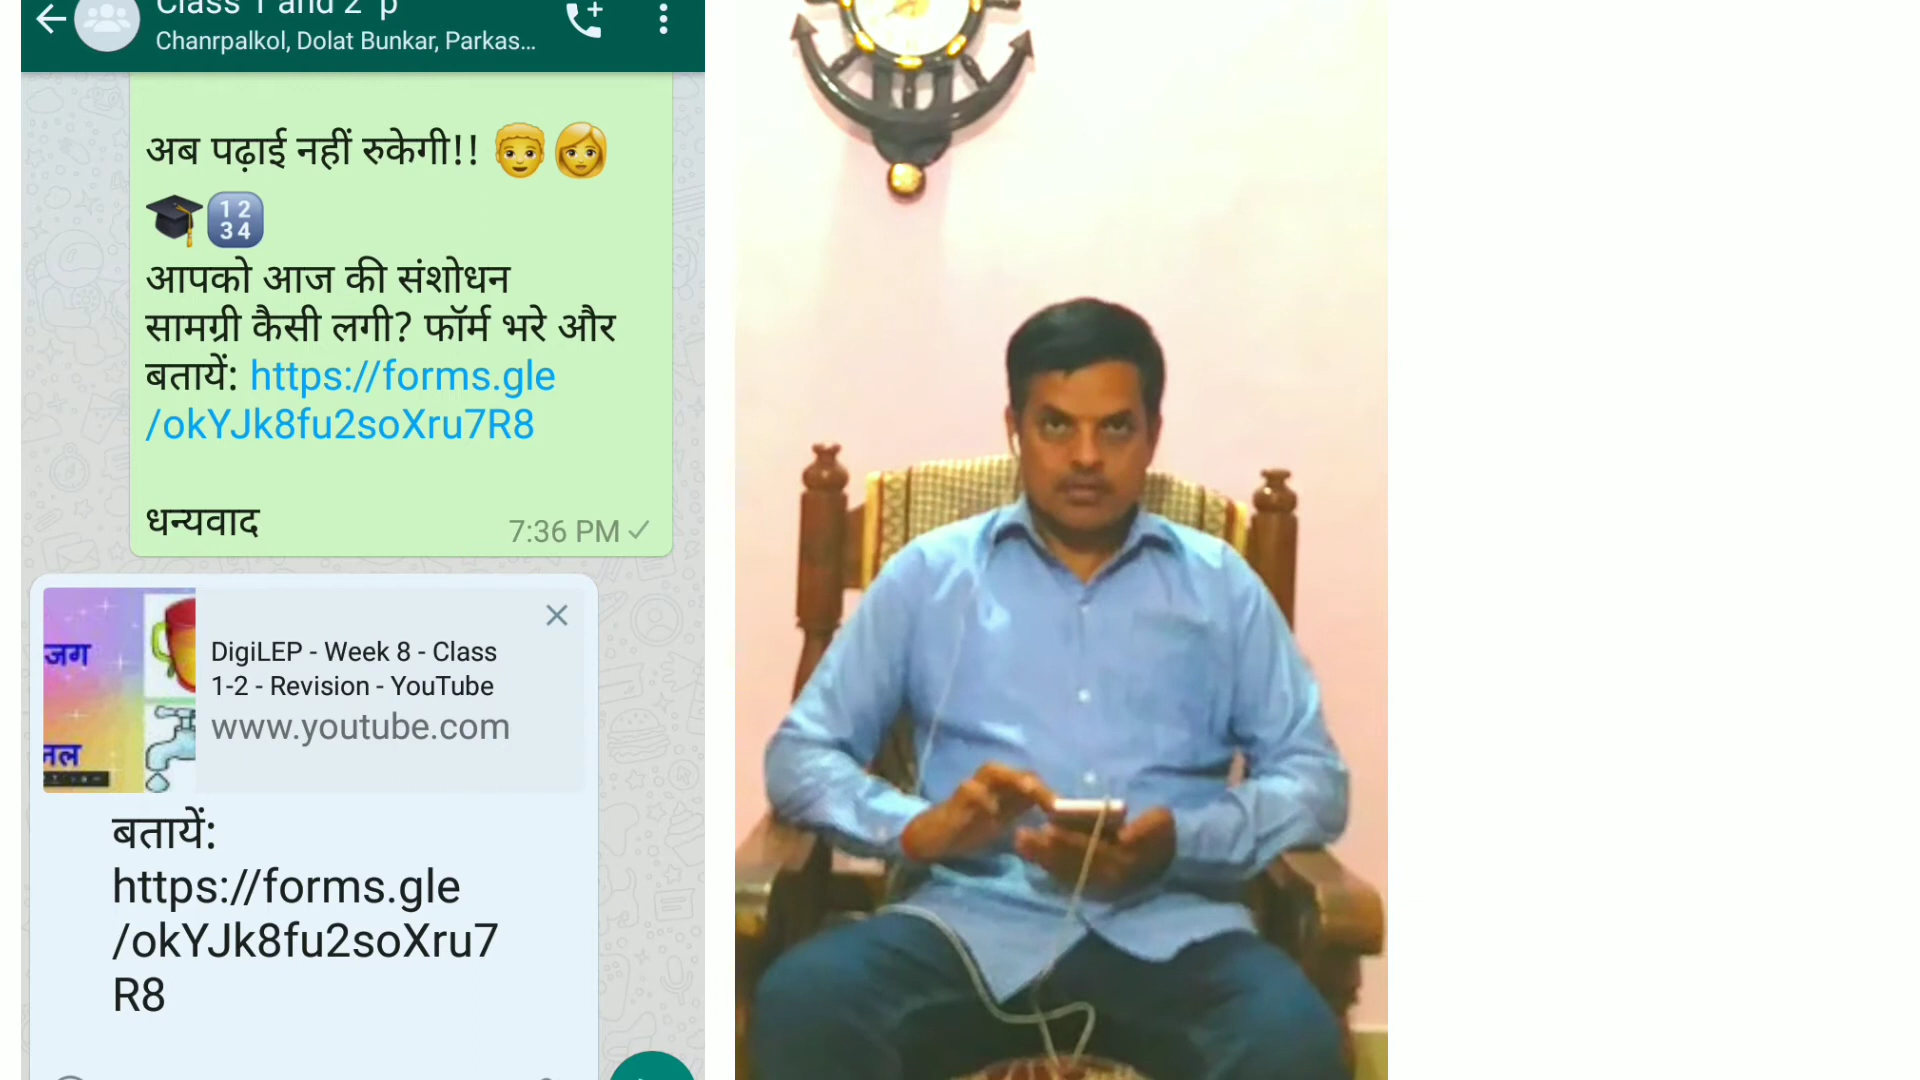 Class 1 and 2 p
Chanrpalkol, Dolat Bunkar, Parkas...
अब पढ़ाई नहीं रुकेगी!! 👦👩
🎓🔢
आपको आज की संशोधन
सामग्री कैसी लगी? फॉर्म भरे और
बतायें: https://forms.gle
/okYJk8fu2soXru7R8
धन्यवाद
7:36 PM
जग
नल
DigiLEP - Week 8 - Class
1-2 - Revision - YouTube
www.youtube.com
बतायें:
https://forms.gle
/okYJk8fu2soXru7
R8